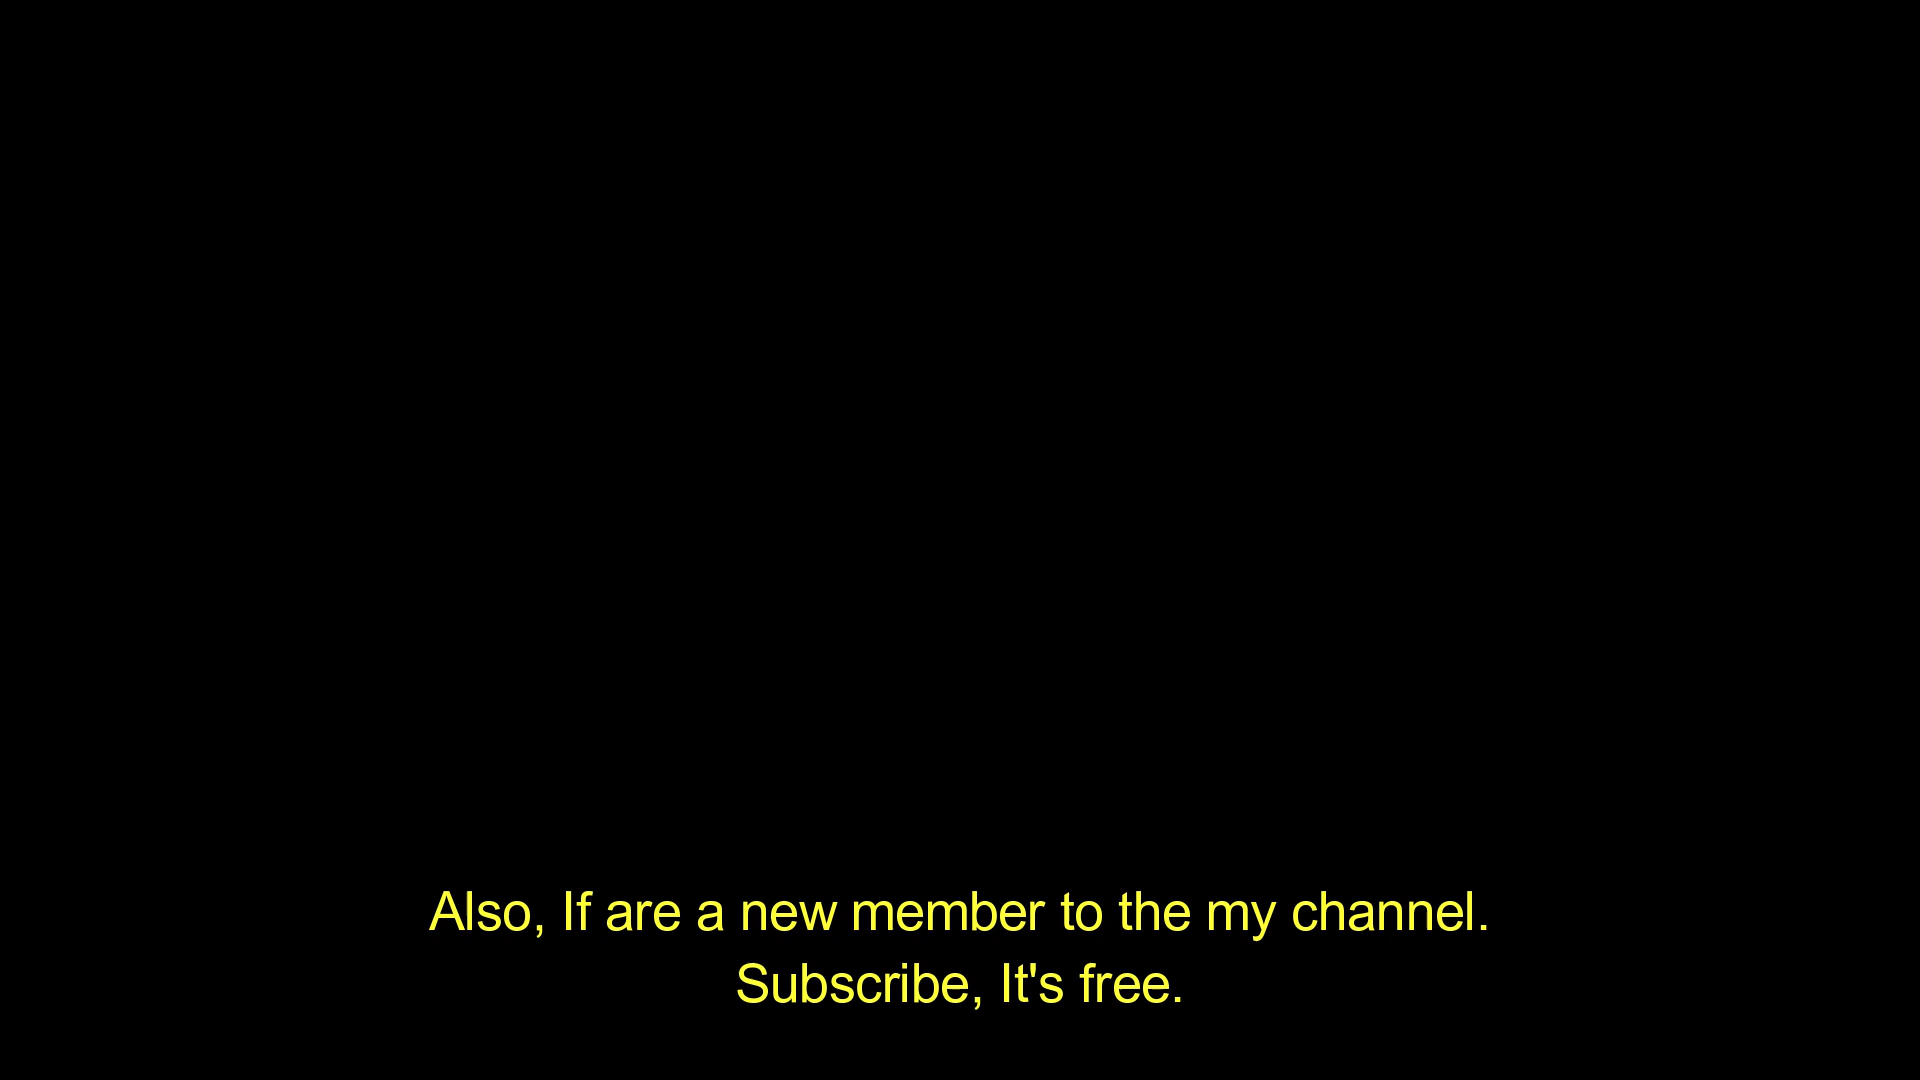 Also, If are a new member to the my channel.
Subscribe, It's free.